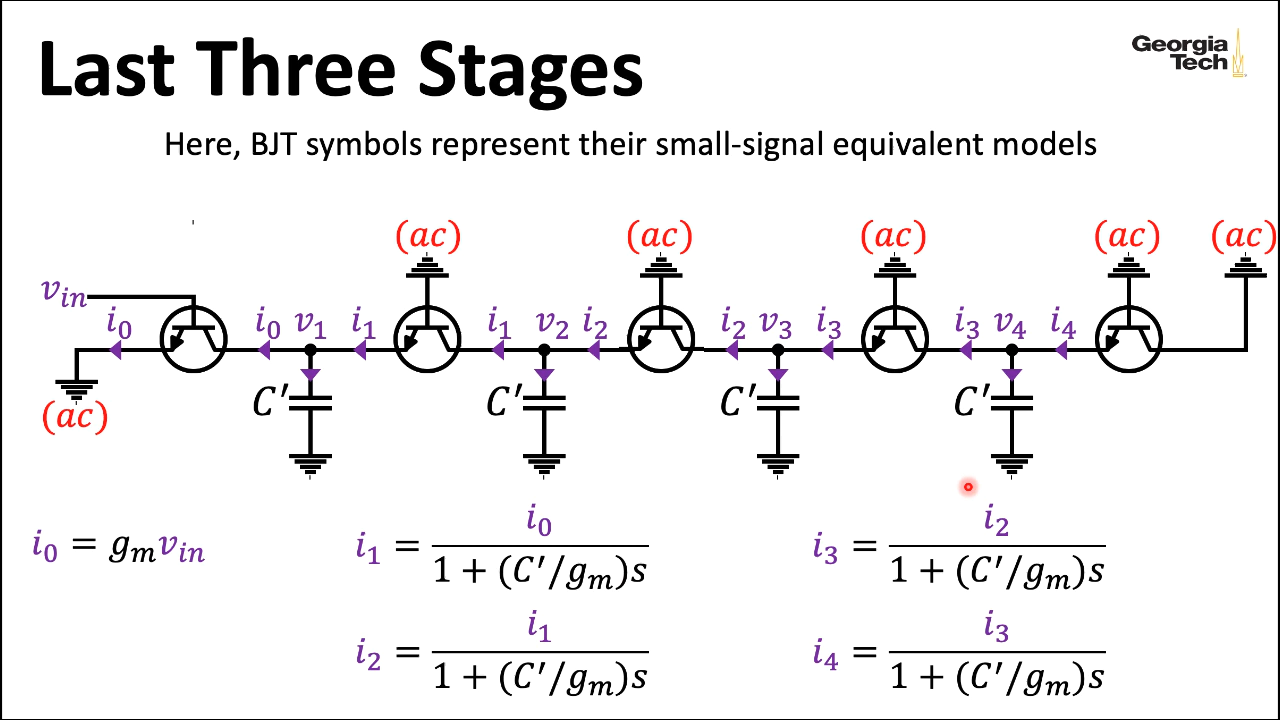 Last Three Stages
Georgia
Tech
Here, BJT symbols represent their small-signal equivalent models
(ac) (ac) (ac) (ac) (ac)
v_in
i_0 i_0 v_1 i_1 i_1 v_2 i_2 i_2 v_3 i_3 i_3 v_4 i_4
C′ C′ C′ C′
(ac)
i_0 = g_m v_in
i_1 = i_0 / (1 + (C′/g_m)s)
i_3 = i_2 / (1 + (C′/g_m)s)
i_2 = i_1 / (1 + (C′/g_m)s)
i_4 = i_3 / (1 + (C′/g_m)s)